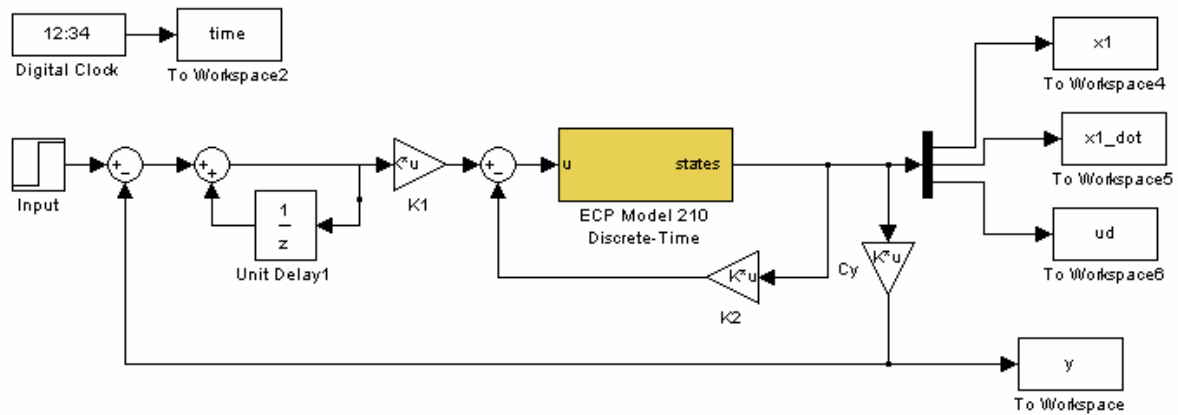 12:34
Digital Clock
time
To Workspace2
x1
To Workspace4
x1_dot
To Workspace5
ud
To Workspace6
Input
+
−
+
+
1
z
Unit Delay1
K*u
K1
+
−
u
states
ECP Model 210
Discrete-Time
K*u
K2
K*u
Cy
y
To Workspace